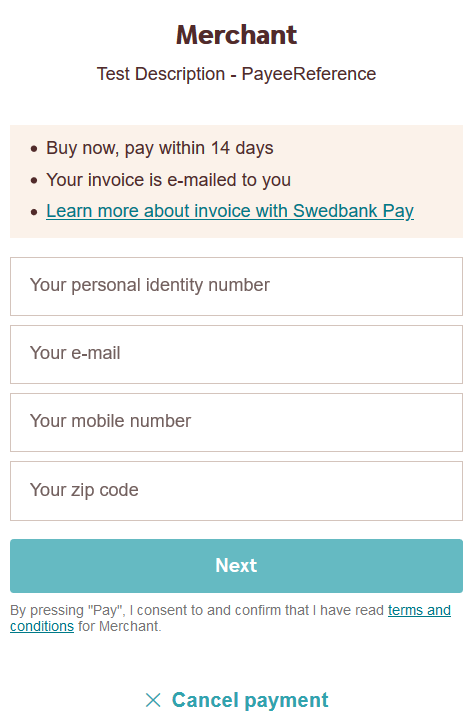 Merchant
Test Description - PayeeReference
• Buy now, pay within 14 days
• Your invoice is e-mailed to you
• Learn more about invoice with Swedbank Pay
Your personal identity number
Your e-mail
Your mobile number
Your zip code
Next
By pressing "Pay", I consent to and confirm that I have read terms and
conditions for Merchant.
Cancel payment